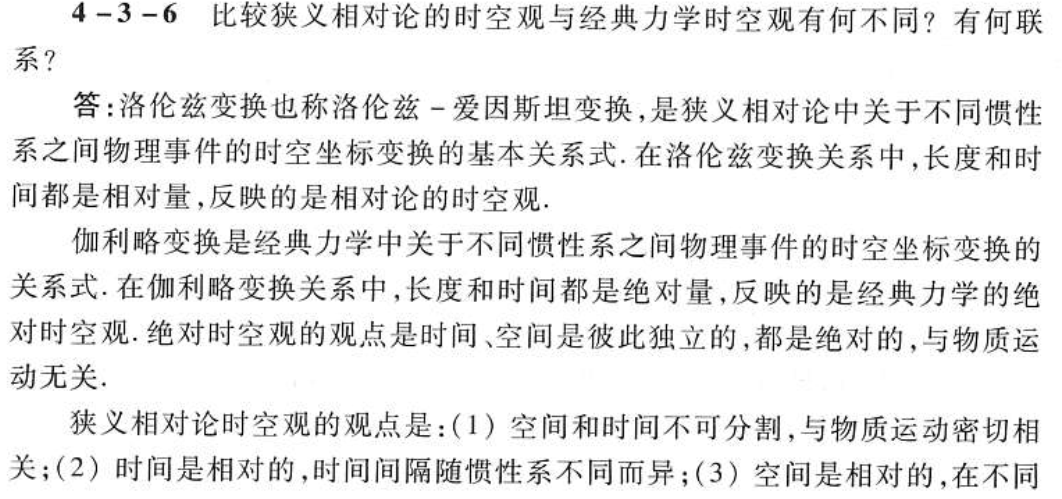 4-3-6 比较狭义相对论的时空观与经典力学时空观有何不同? 有何联
系?
答:洛伦兹变换也称洛伦兹-爱因斯坦变换,是狭义相对论中关于不同惯性
系之间物理事件的时空坐标变换的基本关系式.在洛伦兹变换关系中,长度和时
间都是相对量,反映的是相对论的时空观.
伽利略变换是经典力学中关于不同惯性系之间物理事件的时空坐标变换的
关系式.在伽利略变换关系中,长度和时间都是绝对量,反映的是经典力学的绝
对时空观.绝对时空观的观点是时间、空间是彼此独立的,都是绝对的,与物质运
动无关.
狭义相对论时空观的观点是:(1) 空间和时间不可分割,与物质运动密切相
关;(2) 时间是相对的,时间间隔随惯性系不同而异;(3) 空间是相对的,在不同